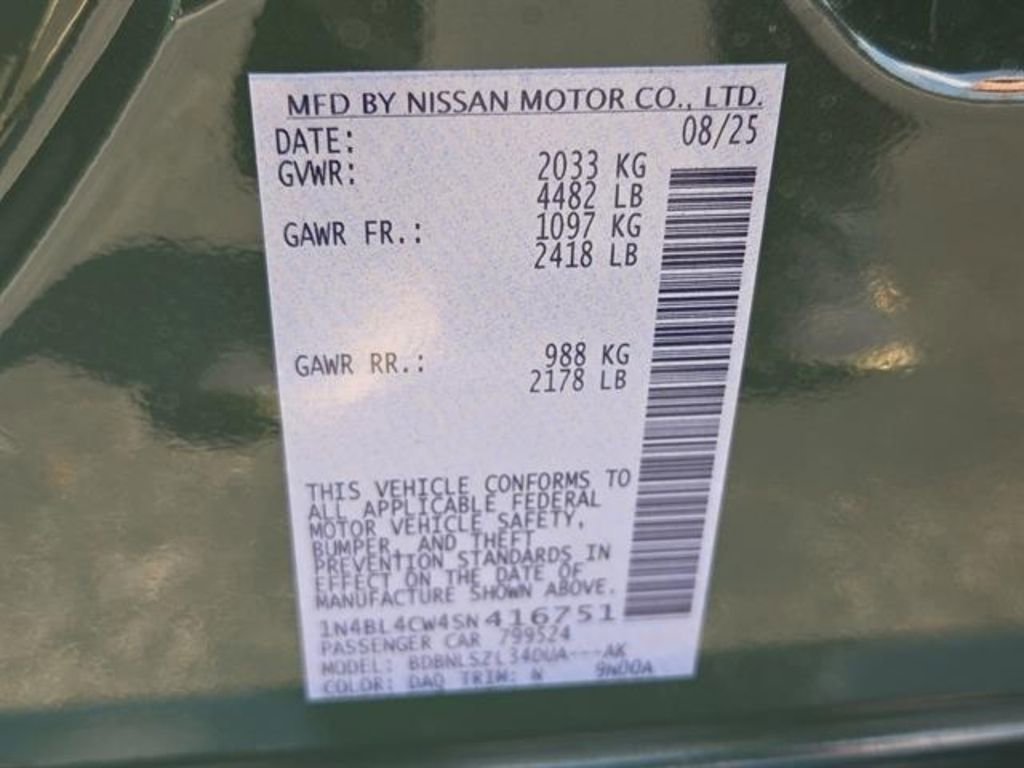 MFD BY NISSAN MOTOR CO., LTD.
DATE: 08/25
GVWR: 2033 KG
4482 LB
GAWR FR.: 1097 KG
2418 LB
GAWR RR.: 988 KG
2178 LB
THIS VEHICLE CONFORMS TO
ALL APPLICABLE FEDERAL
MOTOR VEHICLE SAFETY,
BUMPER, AND THEFT
PREVENTION STANDARDS IN
EFFECT ON THE DATE OF
MANUFACTURE SHOWN ABOVE.
1N4BL4CW4SN416751
PASSENGER CAR 799524
MODEL: AK
COLOR: DAQ TRIM: 9N00A